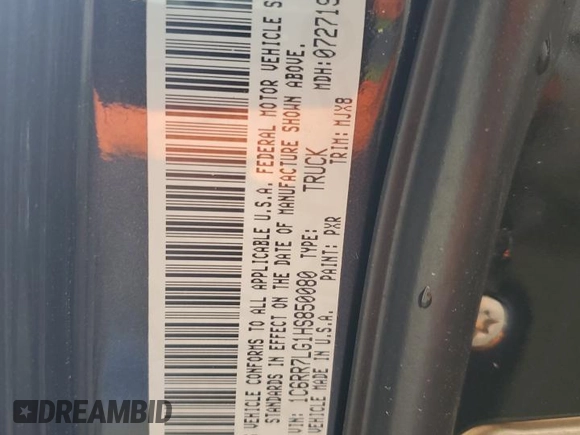 VEHICLE CONFORMS TO ALL APPLICABLE U.S.A. FEDERAL MOTOR VEHICLE S
STANDARDS IN EFFECT ON THE DATE OF MANUFACTURE SHOWN ABOVE.
MDH:072719
VIN: 1C6RR7LG1HS850080 TYPE: TRUCK
VEHICLE MADE IN U.S.A. PAINT: PXR TRIM: MJX8
DREAMBID